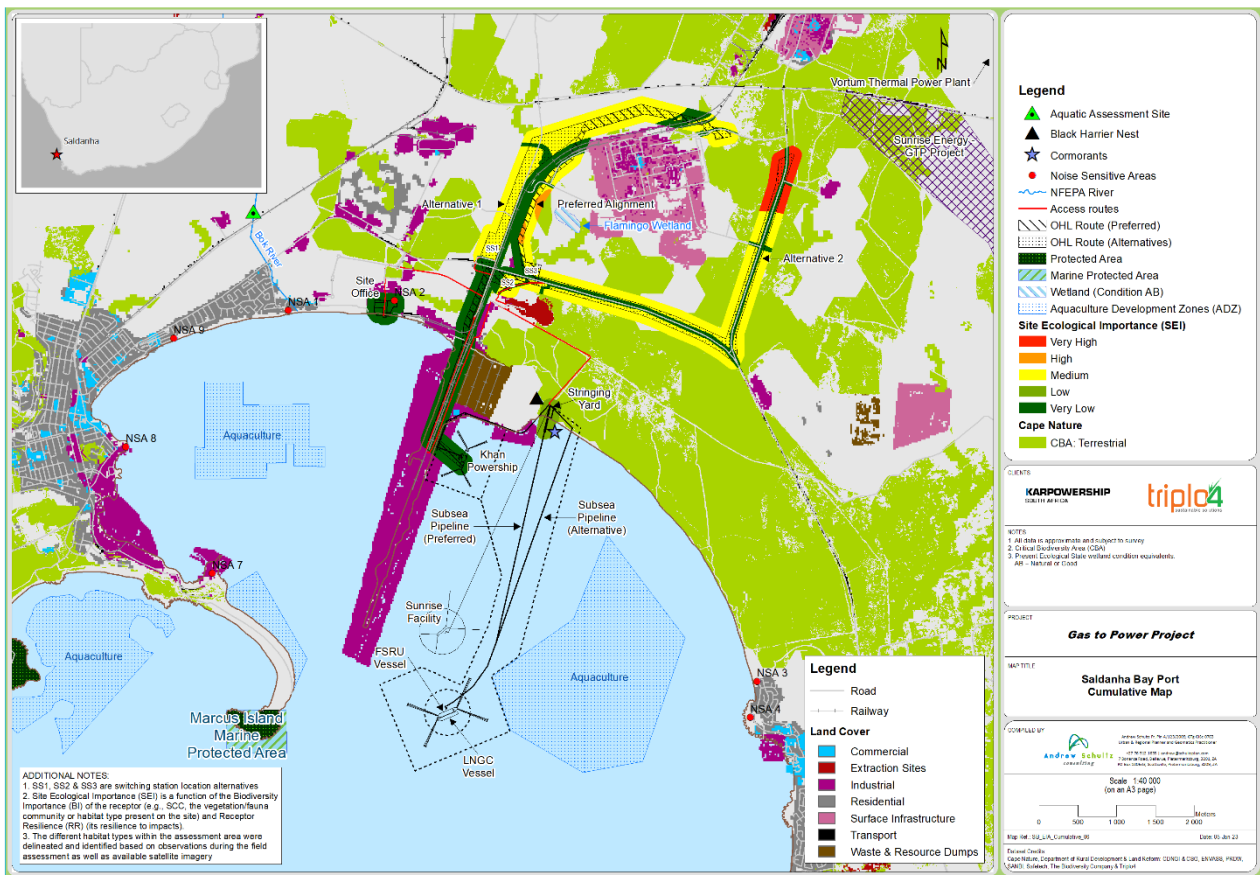 Saldanha
Vortum Thermal Power Plant
Sunrise Energy
GTP Project
Alternative 1
Preferred Alignment
Flamingo Wetland
Alternative 2
Bok River
SS1
SS3
SS2
Site
Office
NSA 2
NSA 1
NSA 9
NSA 8
NSA 7
NSA 3
NSA 4
Stringing
Yard
Aquaculture
Khan
Powership
Subsea
Pipeline
(Preferred)
Subsea
Pipeline
(Alternative)
Sunrise
Facility
FSRU
Vessel
LNGC
Vessel
Aquaculture
Aquaculture
Marcus Island
Marine
Protected Area
ADDITIONAL NOTES:
1. SS1, SS2 & SS3 are switching station location alternatives
2. Site Ecological Importance (SEI) is a function of the Biodiversity
Importance (BI) of the receptor (e.g., SCC, the vegetation/fauna
community or habitat type present on the site) and Receptor
Resilience (RR) (its resilience to impacts).
3. The different habitat types within the assessment area were
delineated and identified based on observations during the field
assessment as well as available satellite imagery
Legend
Road
Railway
Land Cover
Commercial
Extraction Sites
Industrial
Residential
Surface Infrastructure
Transport
Waste & Resource Dumps
N
Legend
Aquatic Assessment Site
Black Harrier Nest
Cormorants
Noise Sensitive Areas
NFEPA River
Access routes
OHL Route (Preferred)
OHL Route (Alternatives)
Protected Area
Marine Protected Area
Wetland (Condition AB)
Aquaculture Development Zones (ADZ)
Site Ecological Importance (SEI)
Very High
High
Medium
Low
Very Low
Cape Nature
CBA: Terrestrial
CLIENTS
KARPOWERSHIP
SOUTH AFRICA
triplo4
sustainable solutions
NOTES
1. All data is approximate and subject to survey
2. Critical Biodiversity Area (CBA)
3. Present Ecological State wetland condition equivalents.
AB – Natural or Good
PROJECT
Gas to Power Project
MAP TITLE
Saldanha Bay Port
Cumulative Map
COMPILED BY
Andrew Schultz
consulting
Scale 1:40 000
(on an A3 page)
0 500 1 000 1 500 2 000
Meters
Date: 05 Jun 23